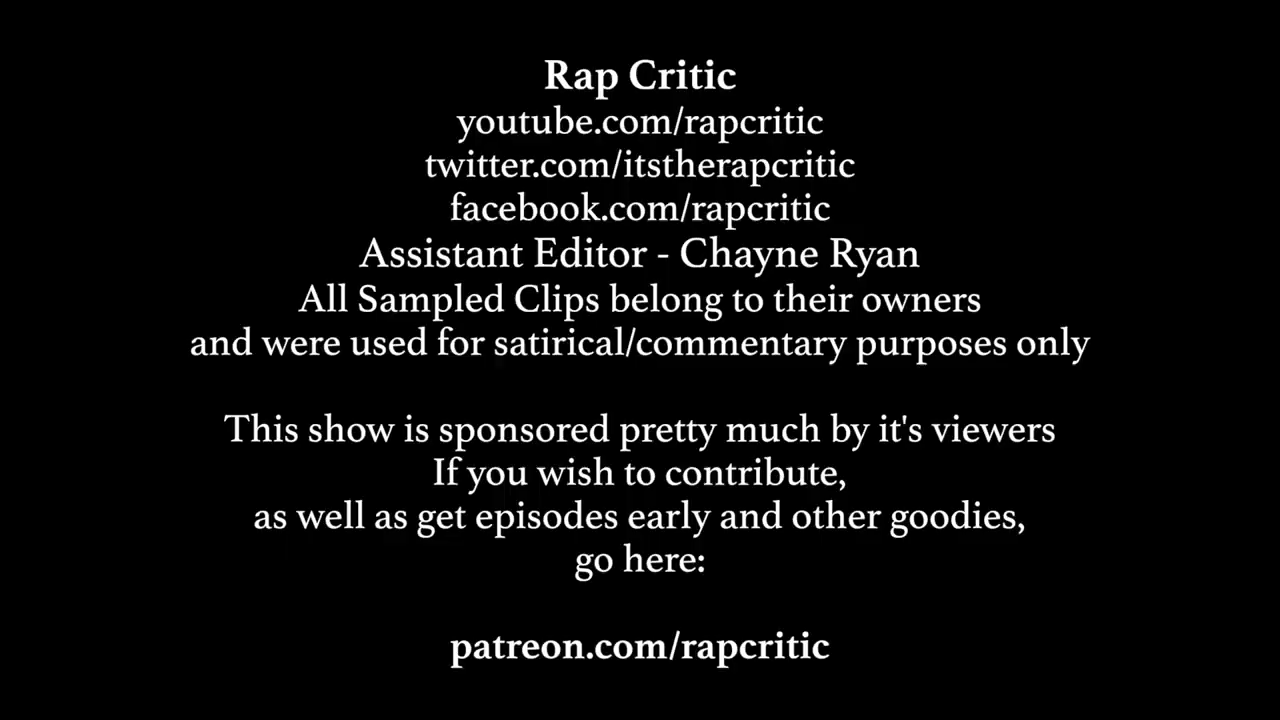 Rap Critic
youtube.com/rapcritic
twitter.com/itstherapcritic
facebook.com/rapcritic
Assistant Editor - Chayne Ryan
All Sampled Clips belong to their owners
and were used for satirical/commentary purposes only
This show is sponsored pretty much by it's viewers
If you wish to contribute,
as well as get episodes early and other goodies,
go here:
patreon.com/rapcritic